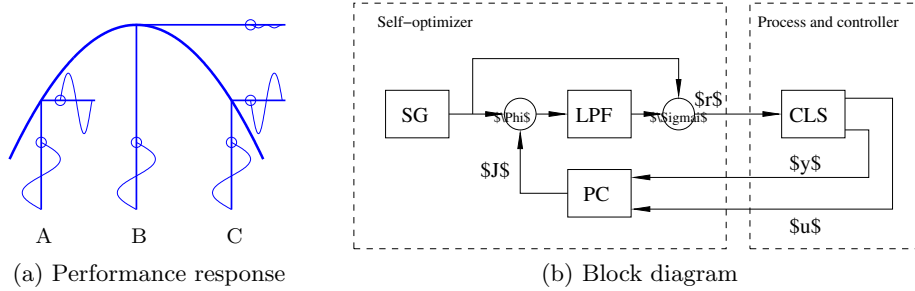 Self-optimizer
Process and controller
SG
$\Phi$
LPF
$\Sigma$
$r$
CLS
$J$
PC
$y$
$u$
A B C
(a) Performance response
(b) Block diagram